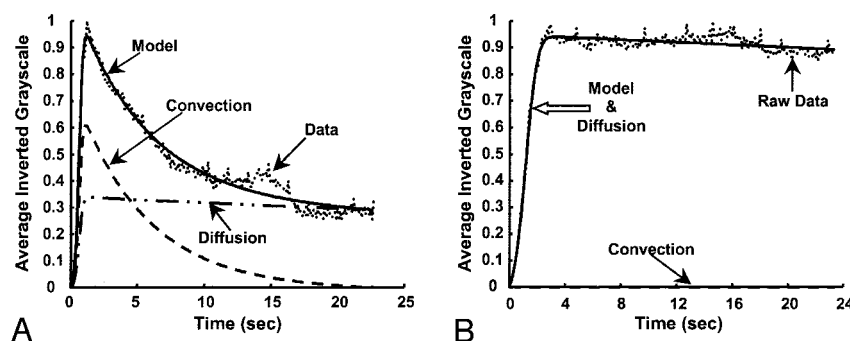 1
0.9
0.8
0.7
0.6
0.5
0.4
0.3
0.2
0.1
0
Average Inverted Grayscale
Model
Convection
Data
Diffusion
0 5 10 15 20 25
Time (sec)
A
1
0.9
0.8
0.7
0.6
0.5
0.4
0.3
0.2
0.1
0
Average Inverted Grayscale
Model
&
Diffusion
Raw Data
Convection
0 4 8 12 16 20 24
Time (sec)
B